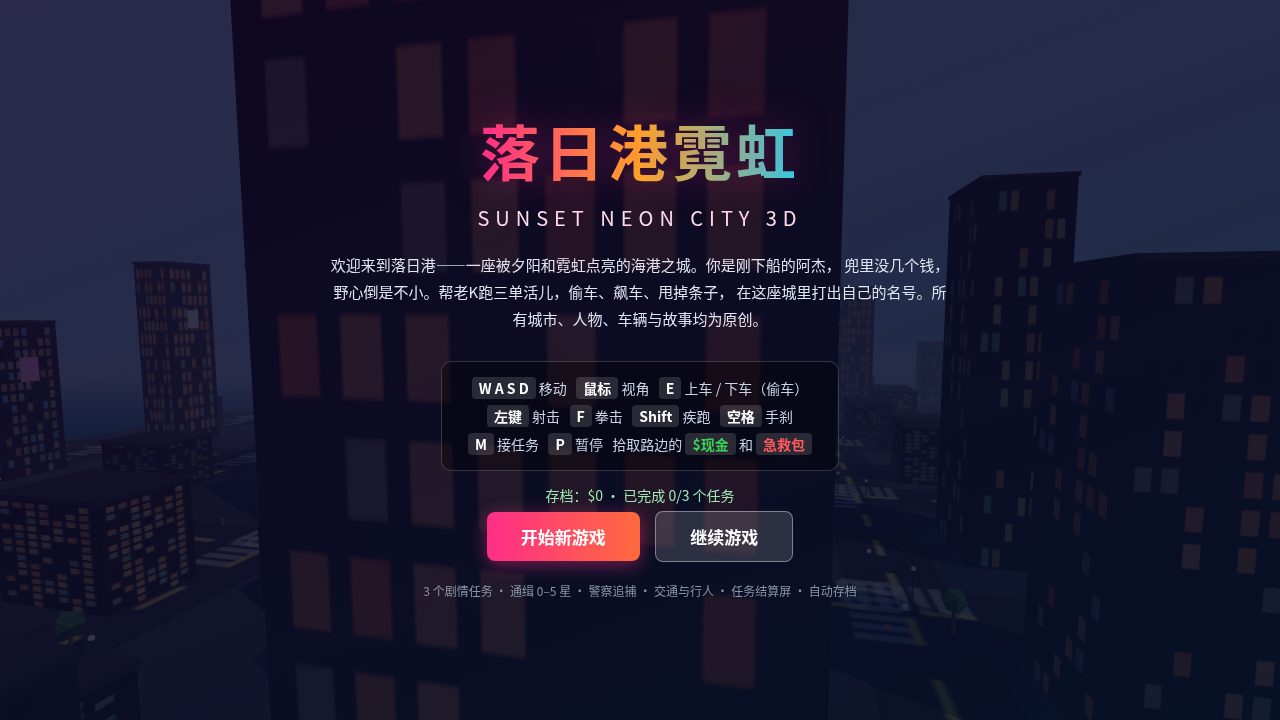 落日港霓虹
SUNSET NEON CITY 3D
欢迎来到落日港——一座被夕阳和霓虹点亮的海港之城。你是刚下船的阿杰， 兜里没几个钱，
野心倒是不小。帮老K跑三单活儿，偷车、飙车、甩掉条子， 在这座城里打出自己的名号。所
有城市、人物、车辆与故事均为原创。
W A S D 移动 鼠标 视角 E 上车 / 下车（偷车）
左键 射击 F 拳击 Shift 疾跑 空格 手刹
M 接任务 P 暂停 拾取路边的 $现金 和 急救包
存档：$0 · 已完成 0/3 个任务
开始新游戏 继续游戏
3 个剧情任务 · 通缉 0–5 星 · 警察追捕 · 交通与行人 · 任务结算屏 · 自动存档